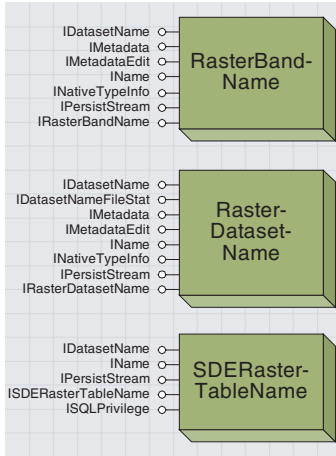 IDatasetName
IMetadata
IMetadataEdit
IName
INativeTypeInfo
IPersistStream
IRasterBandName
RasterBand-
Name
IDatasetName
IDatasetNameFileStat
IMetadata
IMetadataEdit
IName
INativeTypeInfo
IPersistStream
IRasterDatasetName
Raster-
Dataset-
Name
IDatasetName
IName
IPersistStream
ISDERasterTableName
ISQLPrivilege
SDERaster-
TableName